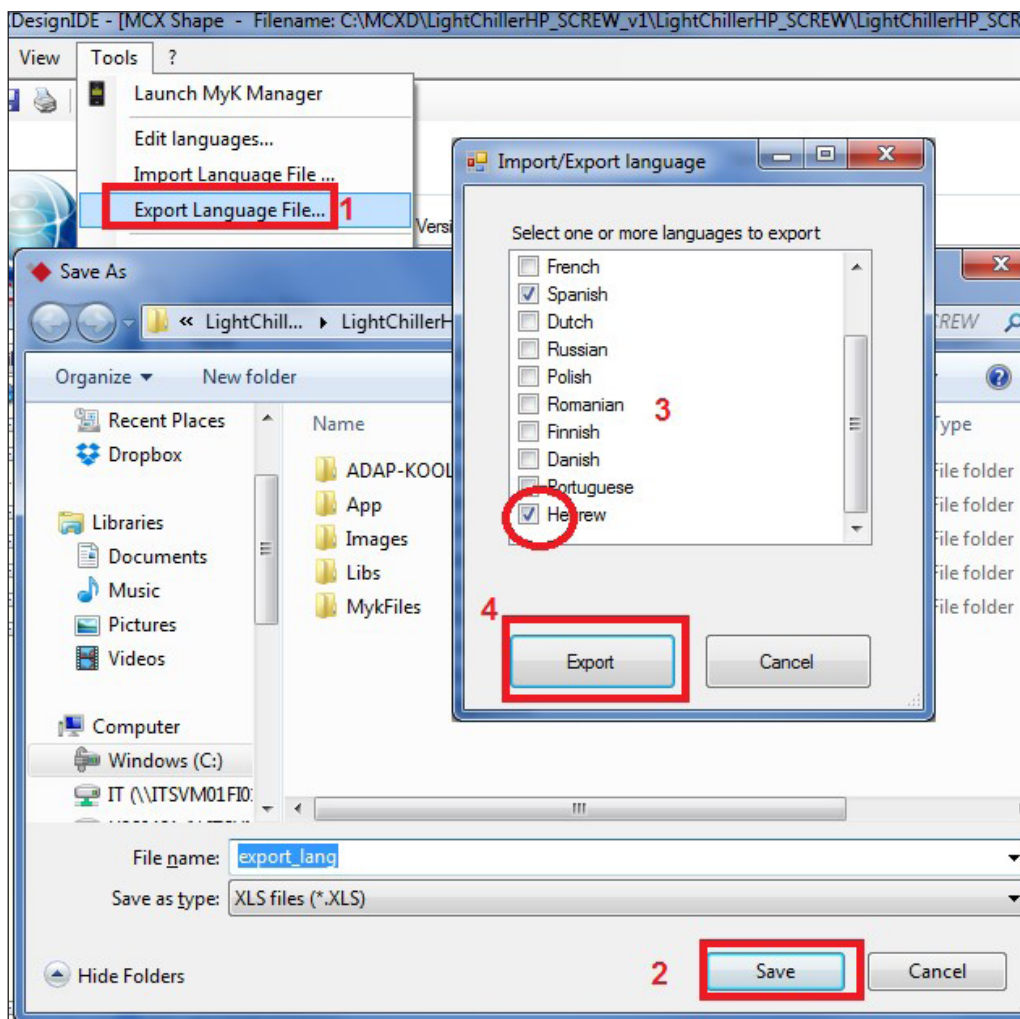 DesignIDE - [MCX Shape - Filename: C:\MCXD\LightChillerHP_SCREW_v1\LightChillerHP_SCREW\LightChillerHP_SCR
View Tools ?
Launch MyK Manager
Edit languages...
Import Language File ...
Export Language File... 1
Versi
Import/Export language
Select one or more languages to export
French
Spanish
Dutch
Russian
Polish
Romanian
Finnish
Danish
Portuguese
Hebrew
3
4
Export Cancel
Save As
« LightChill... ▸ LightChillerH
CREW
Organize New folder
Recent Places
Dropbox
Libraries
Documents
Music
Pictures
Videos
Computer
Windows (C:)
IT (\\ITSVM01FI0
Name
ADAP-KOOL
App
Images
Libs
MykFiles
Type
File folder
File folder
File folder
File folder
File folder
File name: export_lang
Save as type: XLS files (*.XLS)
Hide Folders
2 Save Cancel